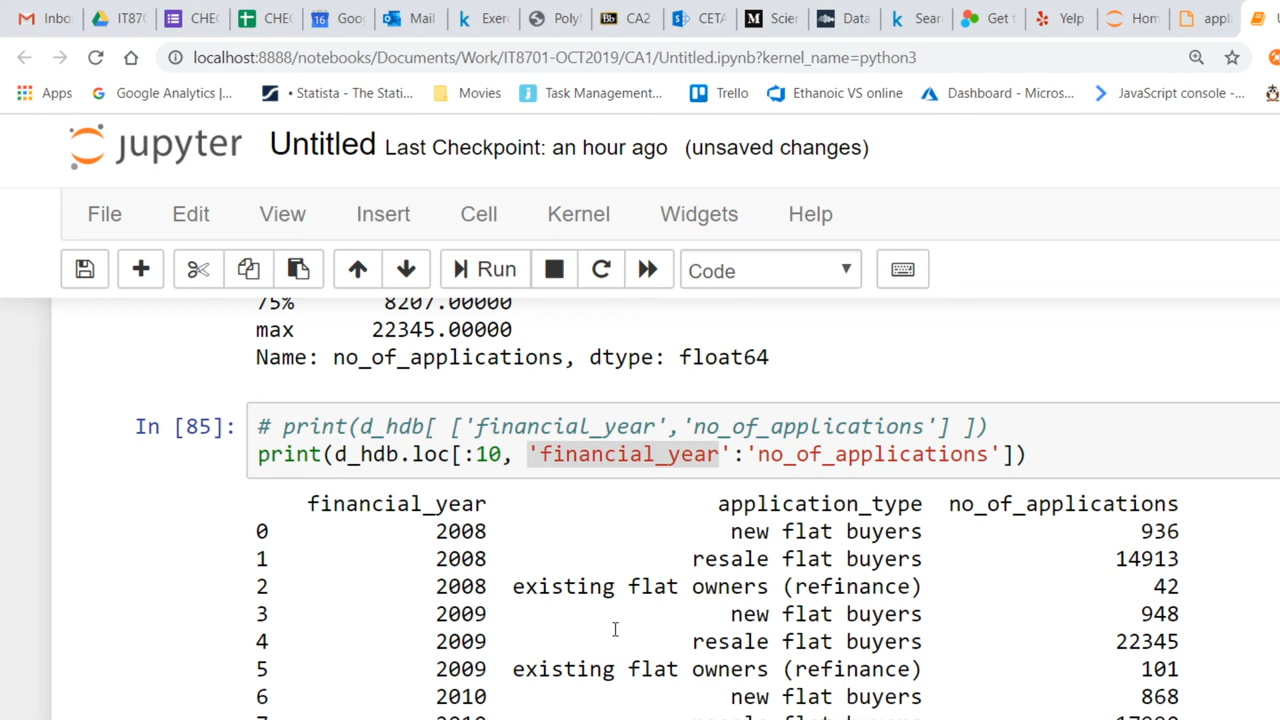 Inbo IT870 CHEC CHEC Goo Mail Exer Poly CA2 CETA Scier Data Sear Get t Yelp Hom appli
localhost:8888/notebooks/Documents/Work/IT8701-OCT2019/CA1/Untitled.ipynb?kernel_name=python3
Apps Google Analytics |... • Statista - The Stati... Movies Task Management... Trello Ethanoic VS online Dashboard - Micros... JavaScript console -...
jupyter Untitled Last Checkpoint: an hour ago (unsaved changes)
File Edit View Insert Cell Kernel Widgets Help
Run Code
75% 8207.00000
max 22345.00000
Name: no_of_applications, dtype: float64
In [85]: # print(d_hdb[ ['financial_year','no_of_applications'] ])
print(d_hdb.loc[:10, 'financial_year':'no_of_applications'])
financial_year application_type no_of_applications
0 2008 new flat buyers 936
1 2008 resale flat buyers 14913
2 2008 existing flat owners (refinance) 42
3 2009 new flat buyers 948
4 2009 resale flat buyers 22345
5 2009 existing flat owners (refinance) 101
6 2010 new flat buyers 868